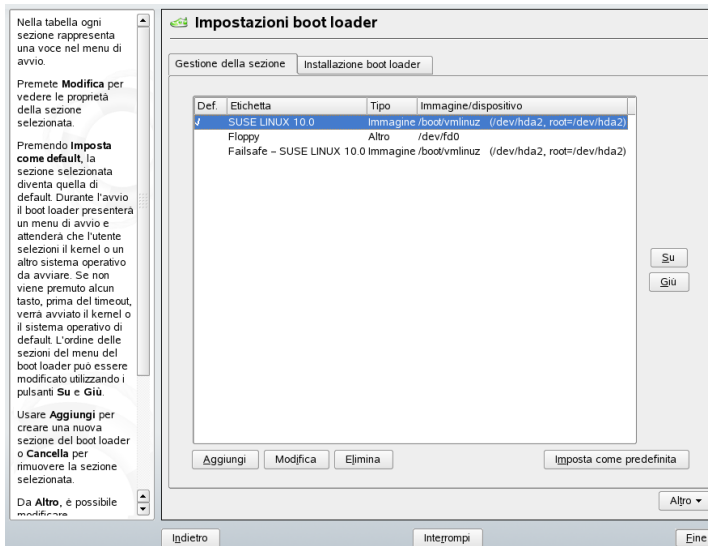 Nella tabella ogni
sezione rappresenta
una voce nel menu di
avvio.
Premete Modifica per
vedere le proprietà
della sezione
selezionata.
Premendo Imposta
come default, la
sezione selezionata
diventa quella di
default. Durante l'avvio
il boot loader presenterà
un menu di avvio e
attenderà che l'utente
selezioni il kernel o un
altro sistema operativo
da avviare. Se non
viene premuto alcun
tasto, prima del timeout,
verrà avviato il kernel o
il sistema operativo di
default. L'ordine delle
sezioni del menu del
boot loader può essere
modificato utilizzando i
pulsanti Su e Giù.
Usare Aggiungi per
creare una nuova
sezione del boot loader
o Cancella per
rimuovere la sezione
selezionata.
Da Altro, è possibile
modificare
Impostazioni boot loader
Gestione della sezione Installazione boot loader
Def. Etichetta Tipo Immagine/dispositivo
SUSE LINUX 10.0 Immagine /boot/vmlinuz (/dev/hda2, root=/dev/hda2)
Floppy Altro /dev/fd0
Failsafe – SUSE LINUX 10.0 Immagine /boot/vmlinuz (/dev/hda2, root=/dev/hda2)
Su
Giù
Aggiungi Modifica Elimina Imposta come predefinita
Altro
Indietro Interrompi Fine